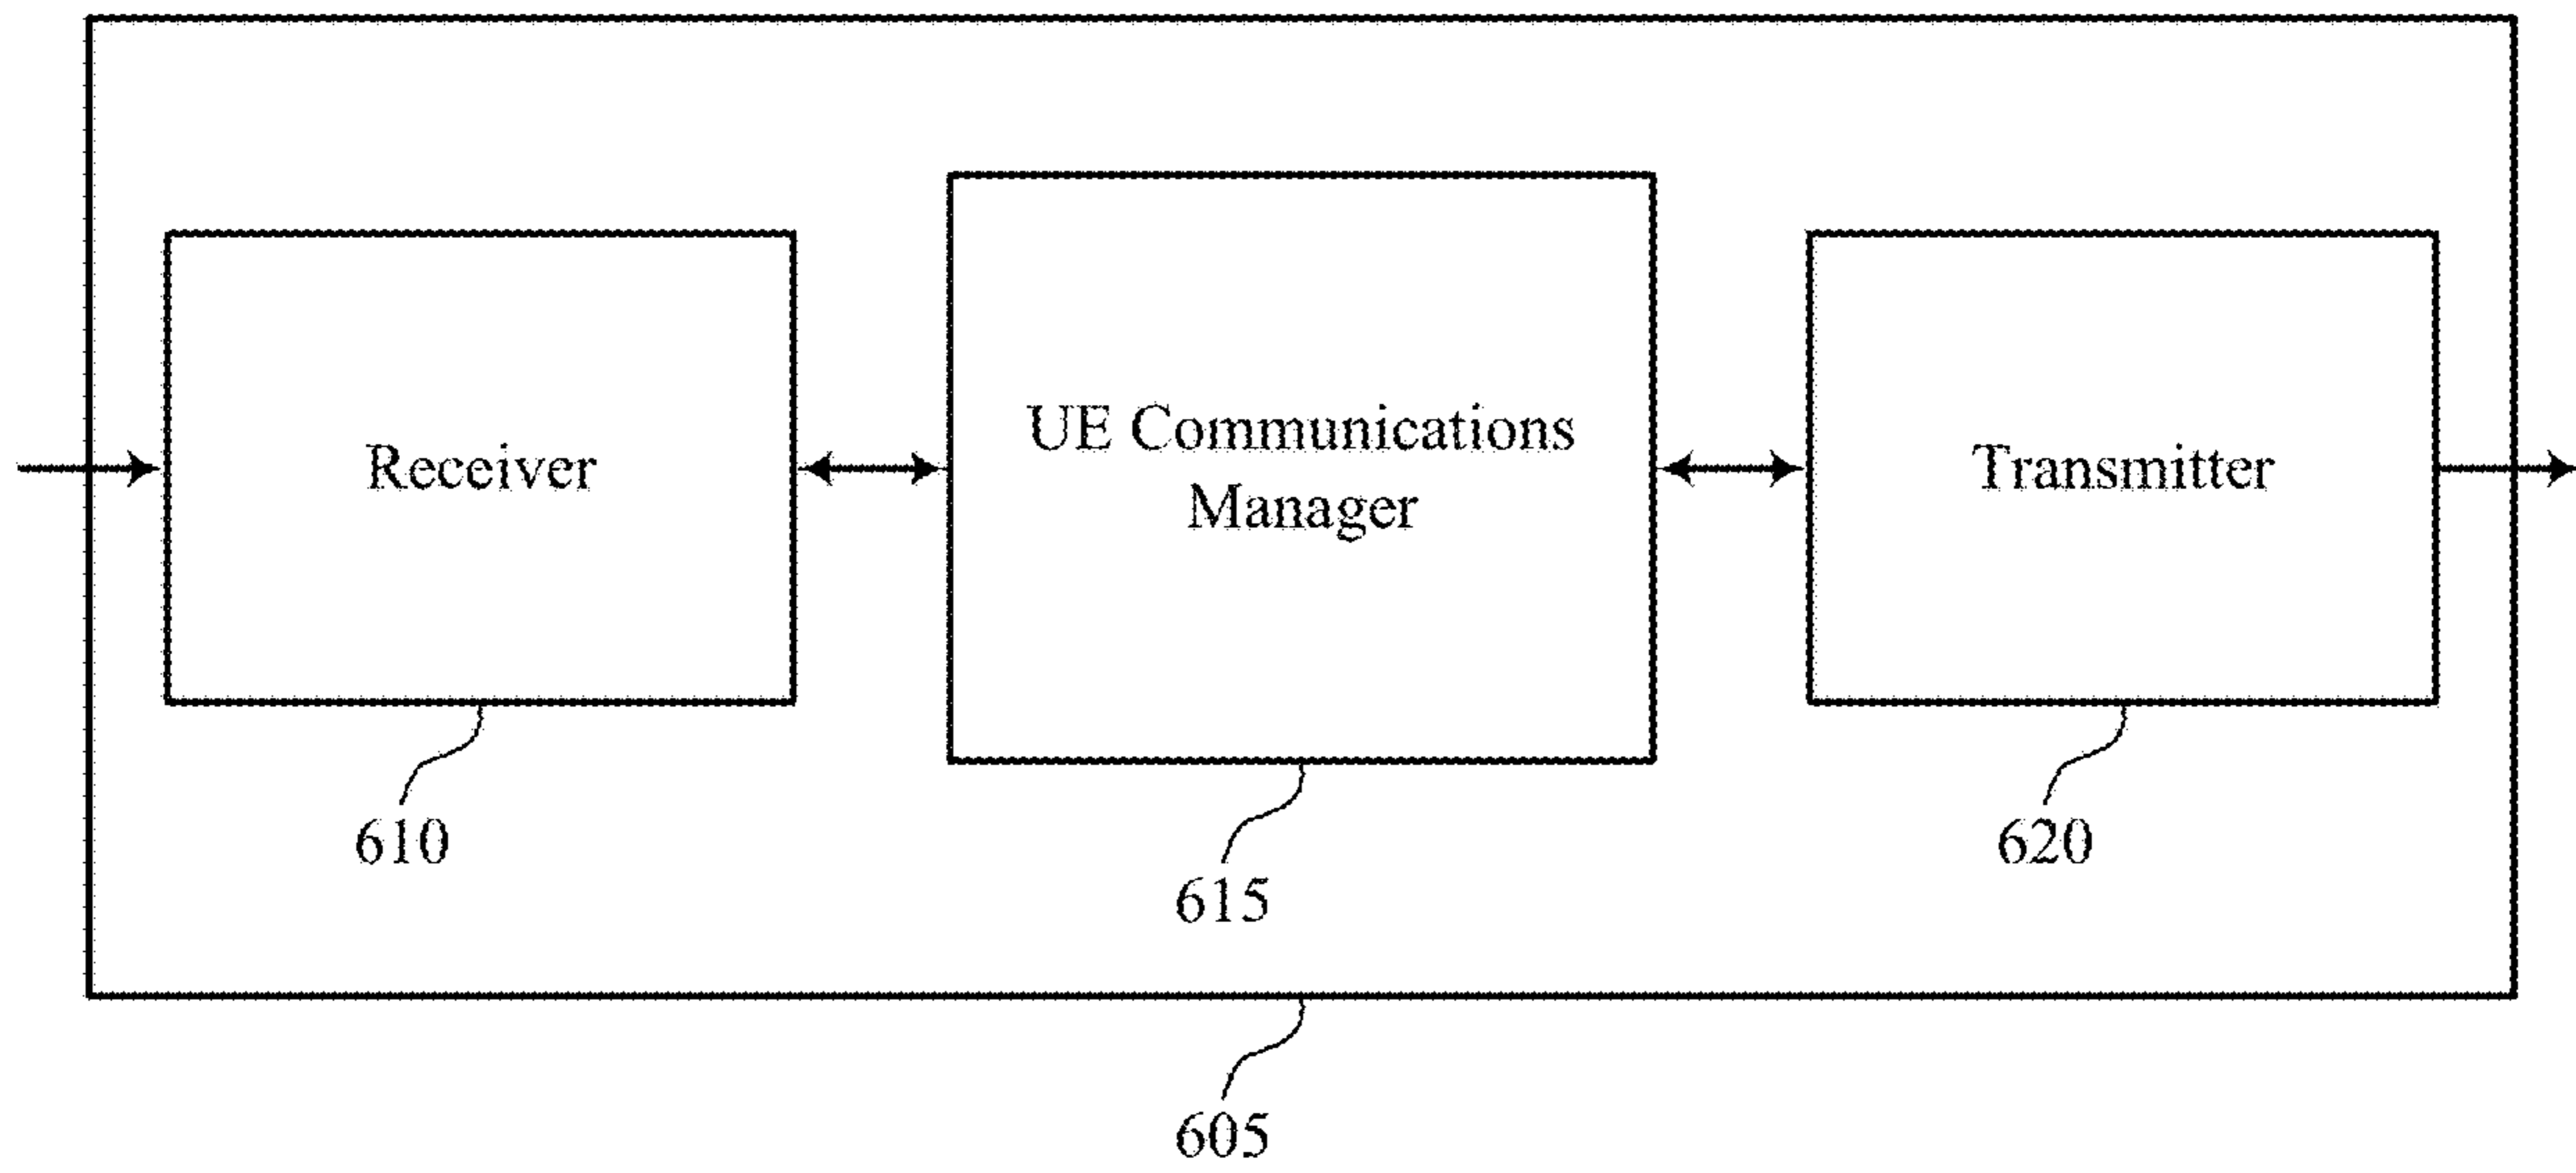 Receiver
UE Communications
Manager
Transmitter
610
615
620
605